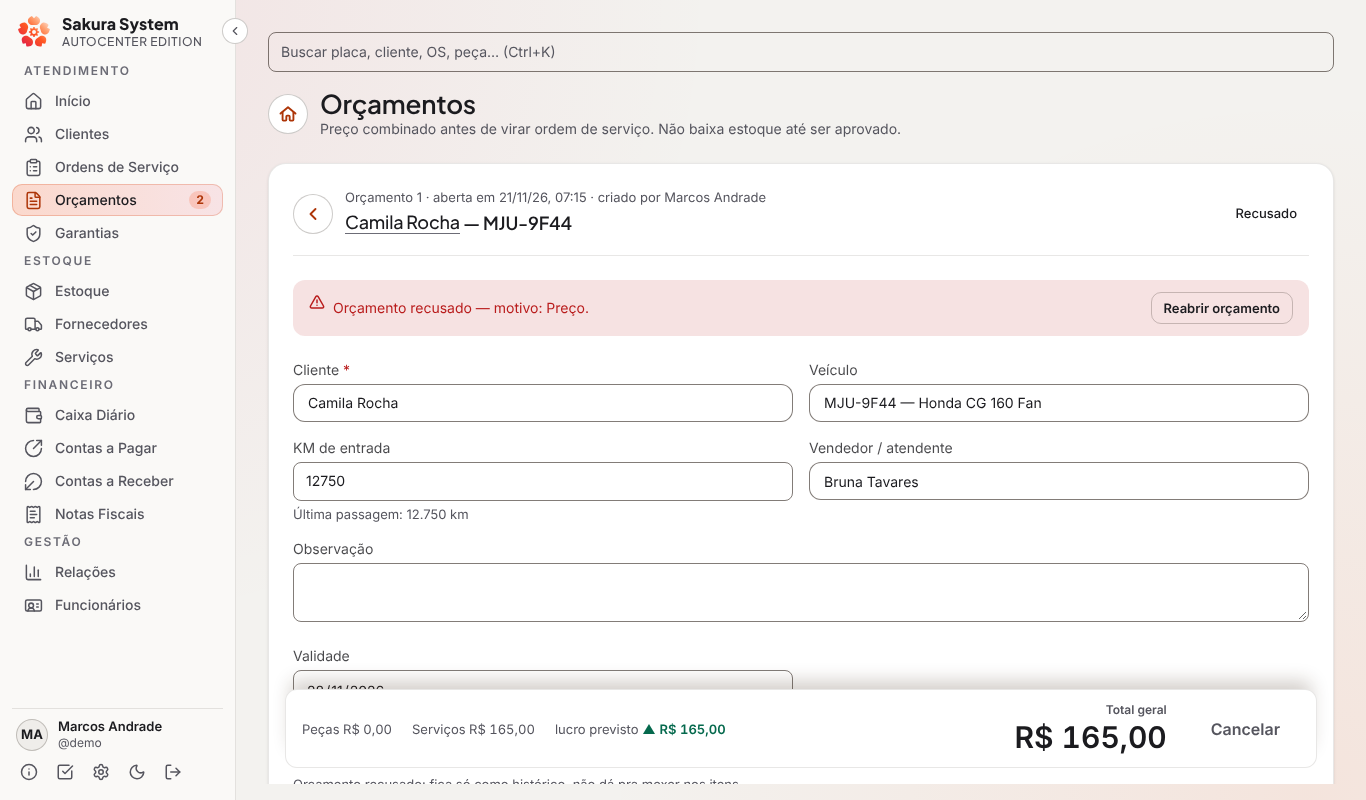 Sakura System
AUTOCENTER EDITION
ATENDIMENTO
Início
Clientes
Ordens de Serviço
Orçamentos 2
Garantias
ESTOQUE
Estoque
Fornecedores
Serviços
FINANCEIRO
Caixa Diário
Contas a Pagar
Contas a Receber
Notas Fiscais
GESTÃO
Relações
Funcionários
MA
Marcos Andrade
@demo
Buscar placa, cliente, OS, peça... (Ctrl+K)
Orçamentos
Preço combinado antes de virar ordem de serviço. Não baixa estoque até ser aprovado.
Orçamento 1 · aberta em 21/11/26, 07:15 · criado por Marcos Andrade
Camila Rocha — MJU-9F44
Recusado
Orçamento recusado — motivo: Preço.
Reabrir orçamento
Cliente *
Camila Rocha
Veículo
MJU-9F44 — Honda CG 160 Fan
KM de entrada
12750
Última passagem: 12.750 km
Vendedor / atendente
Bruna Tavares
Observação
Validade
Peças R$ 0,00 Serviços R$ 165,00 lucro previsto ▲ R$ 165,00
Total geral
R$ 165,00
Cancelar